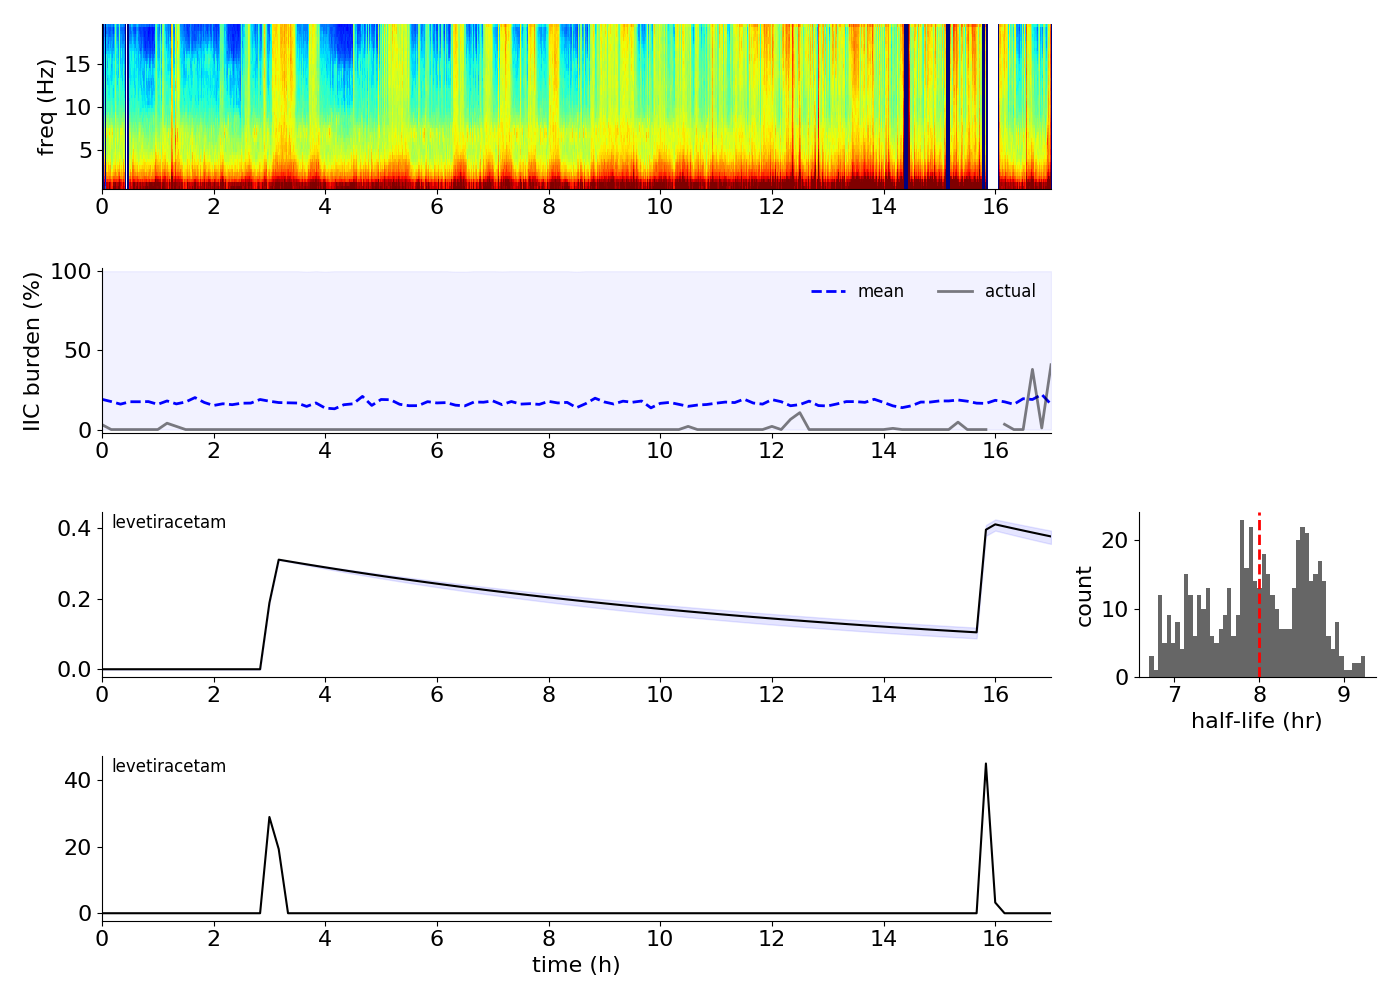 freq (Hz)
15
10
5
0 2 4 6 8 10 12 14 16
IIC burden (%)
100
50
0
mean actual
0 2 4 6 8 10 12 14 16
levetiracetam
0.4
0.2
0.0
0 2 4 6 8 10 12 14 16
count
20
10
0
7 8 9
half-life (hr)
levetiracetam
40
20
0
0 2 4 6 8 10 12 14 16
time (h)